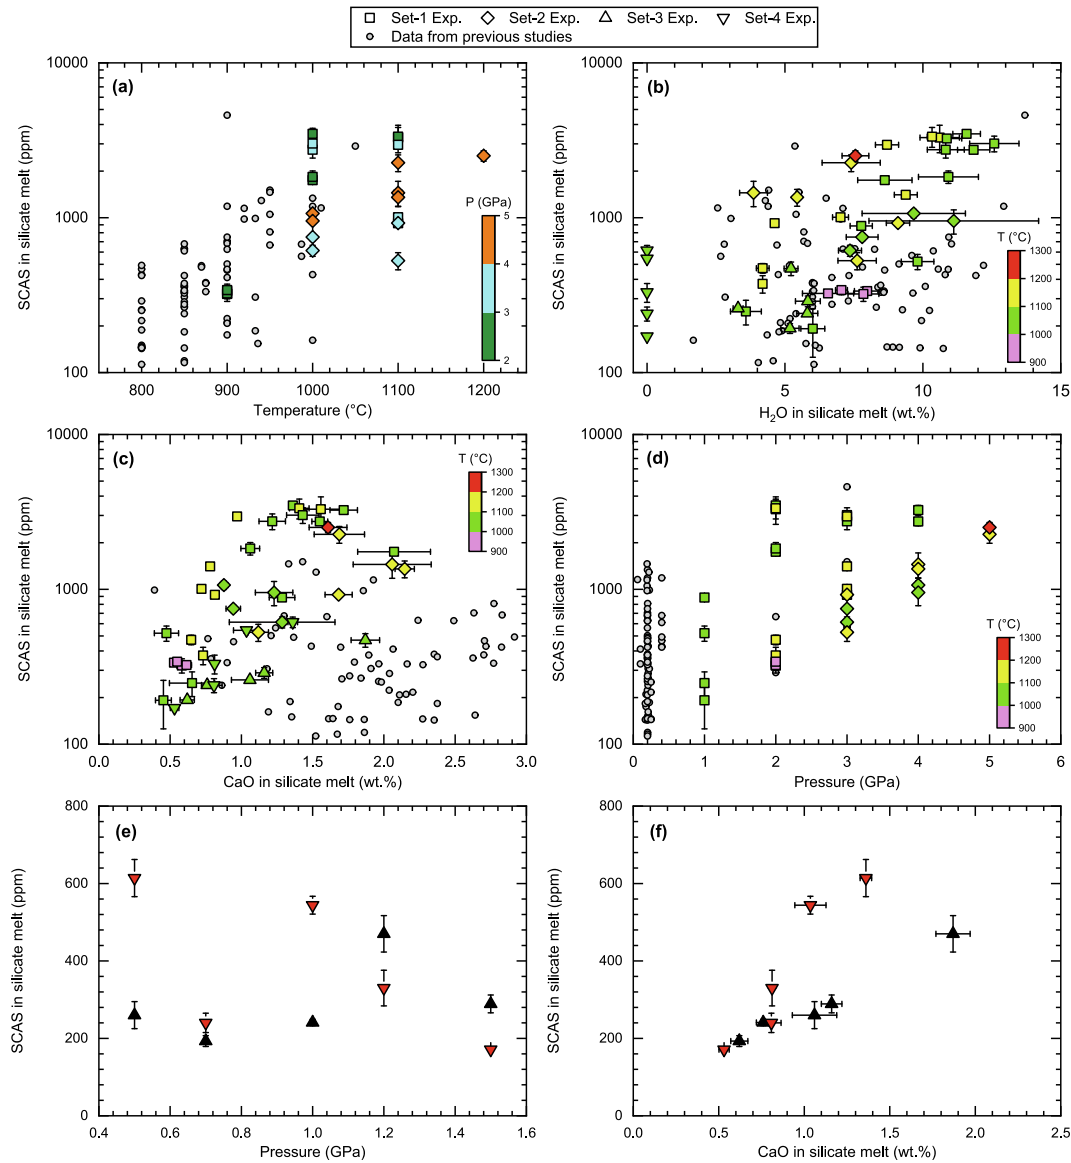 Set-1 Exp. Set-2 Exp. Set-3 Exp. Set-4 Exp.
Data from previous studies
(a)
SCAS in silicate melt (ppm)
10000
1000
100
800 900 1000 1100 1200
Temperature (°C)
P (GPa)
5
4
3
2
(b)
SCAS in silicate melt (ppm)
10000
1000
100
0 5 10 15
H2O in silicate melt (wt.%)
T (°C)
1300
1200
1100
1000
900
(c)
SCAS in silicate melt (ppm)
10000
1000
100
0.0 0.5 1.0 1.5 2.0 2.5 3.0
CaO in silicate melt (wt.%)
T (°C)
1300
1200
1100
1000
900
(d)
SCAS in silicate melt (ppm)
10000
1000
100
0 1 2 3 4 5 6
Pressure (GPa)
T (°C)
1300
1200
1100
1000
900
(e)
SCAS in silicate melt (ppm)
800
600
400
200
0
0.4 0.6 0.8 1.0 1.2 1.4 1.6
Pressure (GPa)
(f)
SCAS in silicate melt (ppm)
800
600
400
200
0
0.0 0.5 1.0 1.5 2.0 2.5
CaO in silicate melt (wt.%)